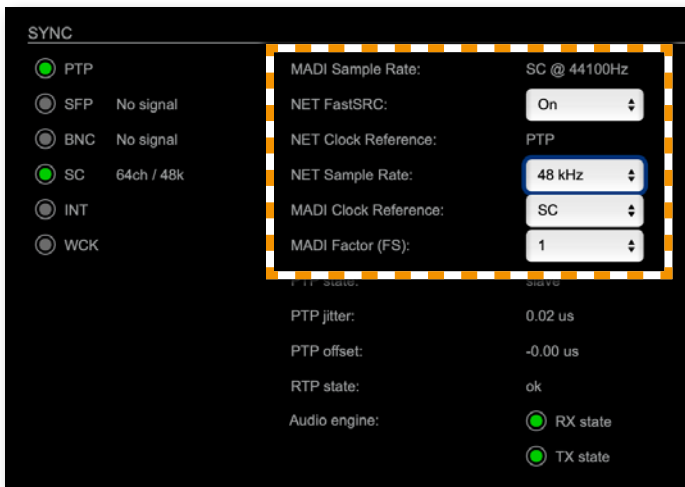 SYNC
PTP
SFP No signal
BNC No signal
SC 64ch / 48k
INT
WCK
MADI Sample Rate: SC @ 44100Hz
NET FastSRC: On
NET Clock Reference: PTP
NET Sample Rate: 48 kHz
MADI Clock Reference: SC
MADI Factor (FS): 1
PTP state: slave
PTP jitter: 0.02 us
PTP offset: -0.00 us
RTP state: ok
Audio engine: RX state
TX state